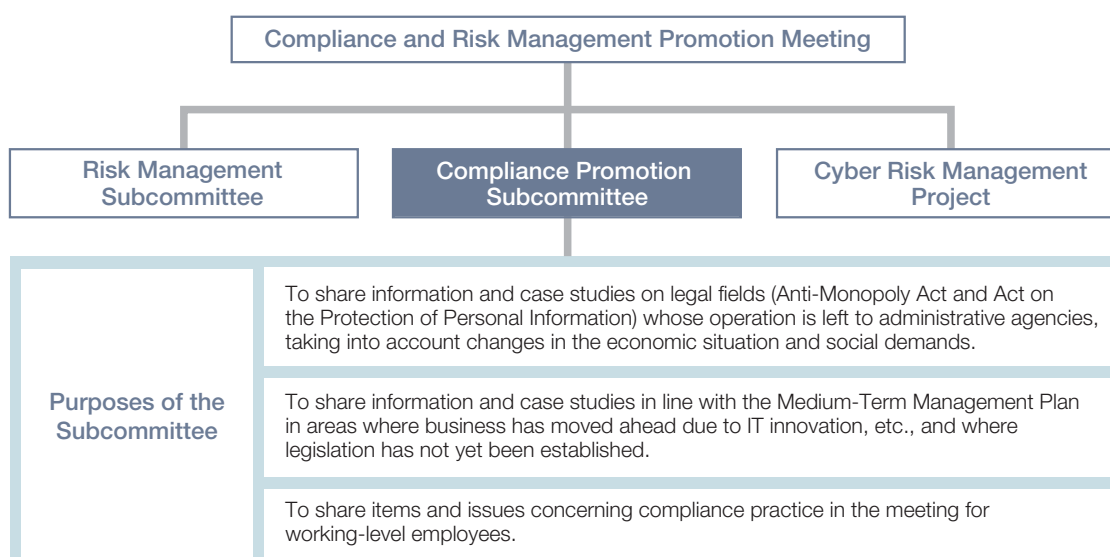 Compliance and Risk Management Promotion Meeting
Risk Management
Subcommittee
Compliance Promotion
Subcommittee
Cyber Risk Management
Project
Purposes of the
Subcommittee
To share information and case studies on legal fields (Anti-Monopoly Act and Act on
the Protection of Personal Information) whose operation is left to administrative agencies,
taking into account changes in the economic situation and social demands.
To share information and case studies in line with the Medium-Term Management Plan
in areas where business has moved ahead due to IT innovation, etc., and where
legislation has not yet been established.
To share items and issues concerning compliance practice in the meeting for
working-level employees.